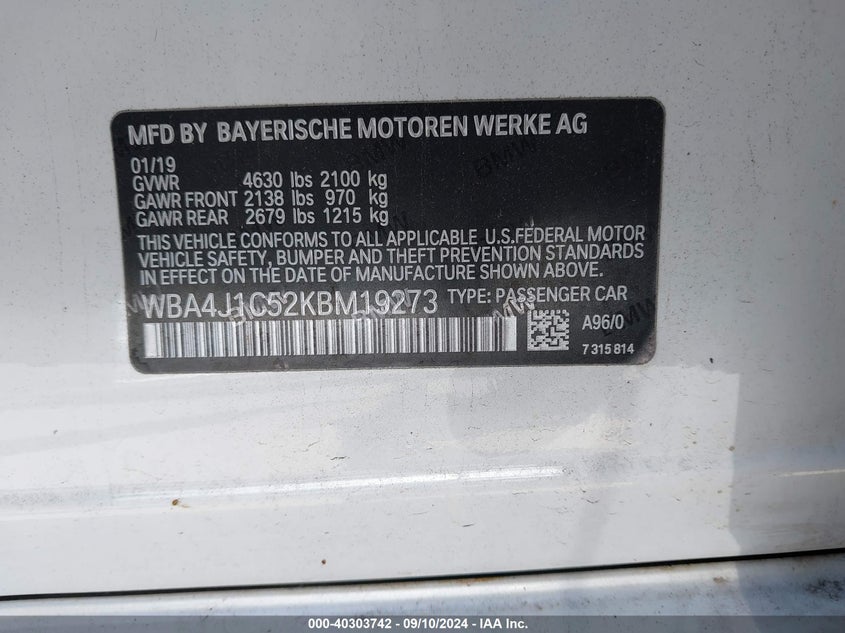 MFD BY BAYERISCHE MOTOREN WERKE AG
01/19
GVWR 4630 lbs 2100 kg
GAWR FRONT 2138 lbs 970 kg
GAWR REAR 2679 lbs 1215 kg
THIS VEHICLE CONFORMS TO ALL APPLICABLE U.S.FEDERAL MOTOR
VEHICLE SAFETY, BUMPER AND THEFT PREVENTION STANDARDS
IN EFFECT ON THE DATE OF MANUFACTURE SHOWN ABOVE.
WBA4J1C52KBM19273 TYPE: PASSENGER CAR
A96/0
7 315 814
000-40303742 - 09/10/2024 - IAAI Inc.